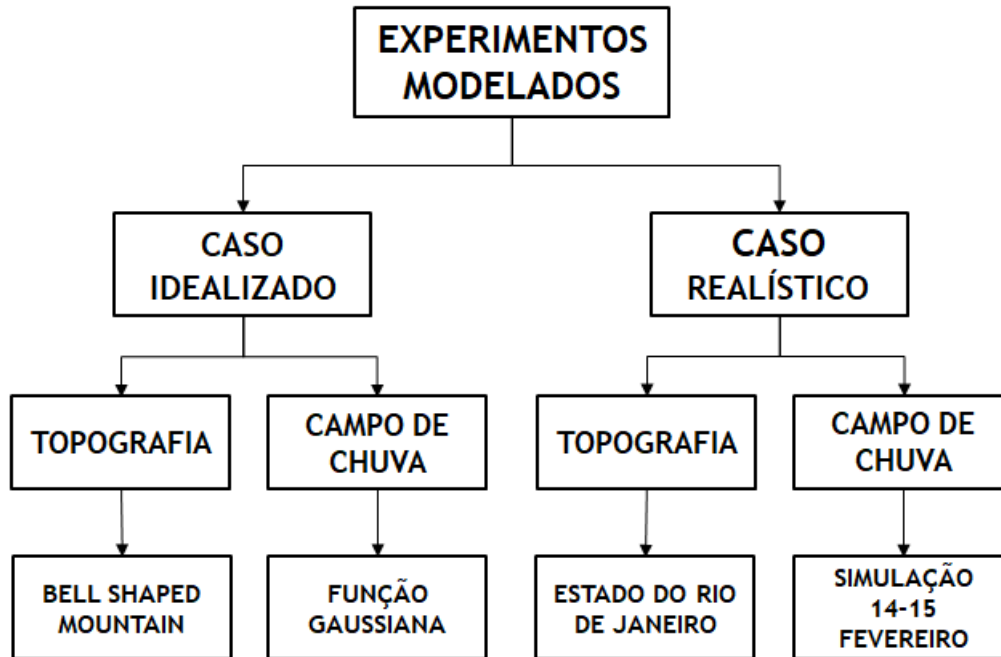 EXPERIMENTOS
MODELADOS
CASO
IDEALIZADO
CASO
REALÍSTICO
TOPOGRAFIA
CAMPO DE
CHUVA
TOPOGRAFIA
CAMPO DE
CHUVA
BELL SHAPED
MOUNTAIN
FUNÇÃO
GAUSSIANA
ESTADO DO RIO
DE JANEIRO
SIMULAÇÃO
14-15
FEVEREIRO